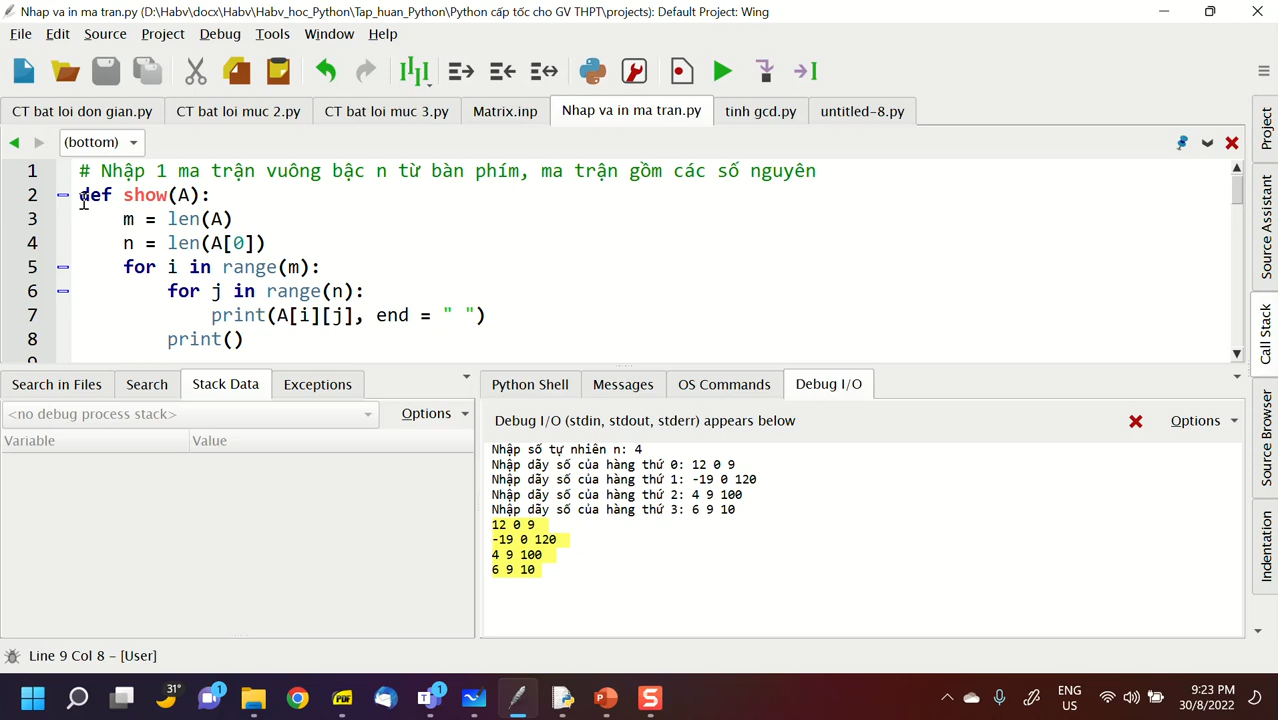 Nhap va in ma tran.py (D:\Habv\docx\Habv\Habv_hoc_Python\Tap_huan_Python\Python cấp tốc cho GV THPT\projects): Default Project: Wing
File Edit Source Project Debug Tools Window Help
CT bat loi don gian.py CT bat loi muc 2.py CT bat loi muc 3.py Matrix.inp Nhap va in ma tran.py tinh gcd.py untitled-8.py
(bottom)
1 # Nhập 1 ma trận vuông bậc n từ bàn phím, ma trận gồm các số nguyên
2 def show(A):
3 m = len(A)
4 n = len(A[0])
5 for i in range(m):
6 for j in range(n):
7 print(A[i][j], end = " ")
8 print()
9
Project
Source Assistant
Call Stack
Source Browser
Indentation
Search in Files Search Stack Data Exceptions
<no debug process stack> Options
Variable Value
Python Shell Messages OS Commands Debug I/O
Debug I/O (stdin, stdout, stderr) appears below Options
Nhập số tự nhiên n: 4
Nhập dãy số của hàng thứ 0: 12 0 9
Nhập dãy số của hàng thứ 1: -19 0 120
Nhập dãy số của hàng thứ 2: 4 9 100
Nhập dãy số của hàng thứ 3: 6 9 10
12 0 9
-19 0 120
4 9 100
6 9 10
Line 9 Col 8 - [User]
31°
1
PDF
1
P
S
ENG
US
9:23 PM
30/8/2022